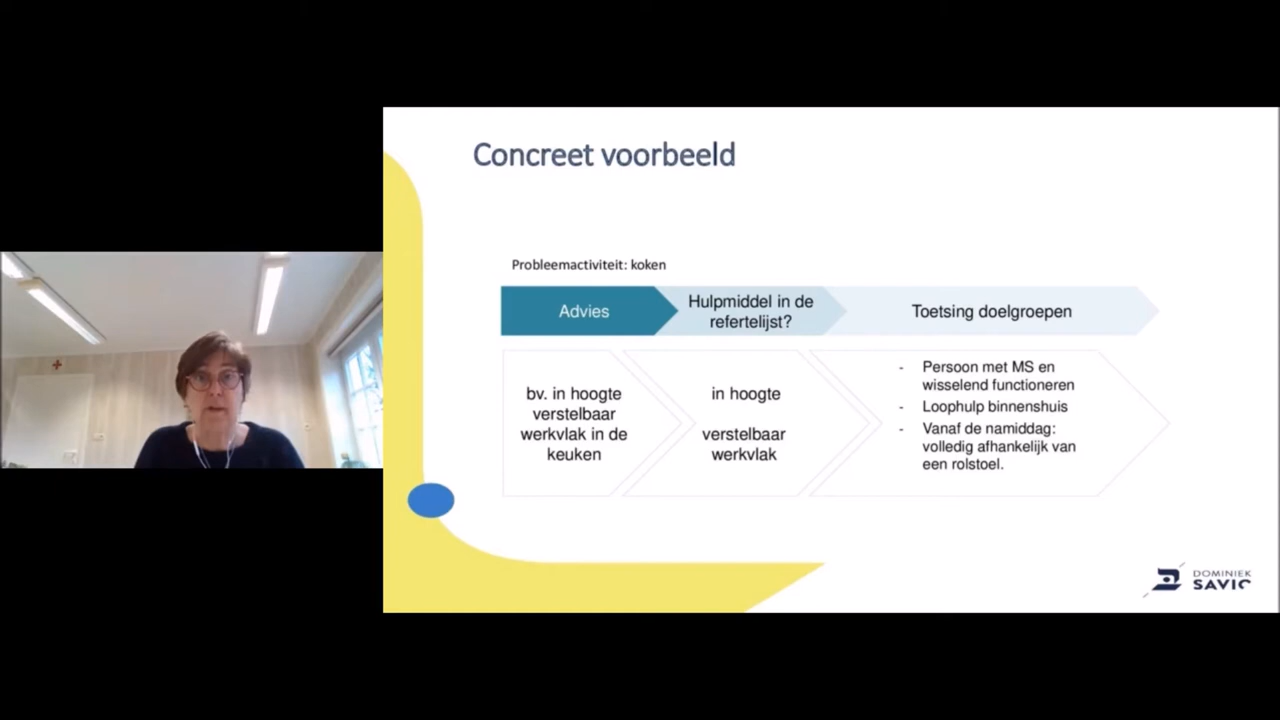 Concreet voorbeeld
Probleemactiviteit: koken
Advies
Hulpmiddel in de
refertelijst?
Toetsing doelgroepen
bv. in hoogte
verstelbaar
werkvlak in de
keuken
in hoogte
verstelbaar
werkvlak
- Persoon met MS en
wisselend functioneren
- Loophulp binnenshuis
- Vanaf de namiddag:
volledig afhankelijk van
een rolstoel.
DOMINIEK
SAVIO